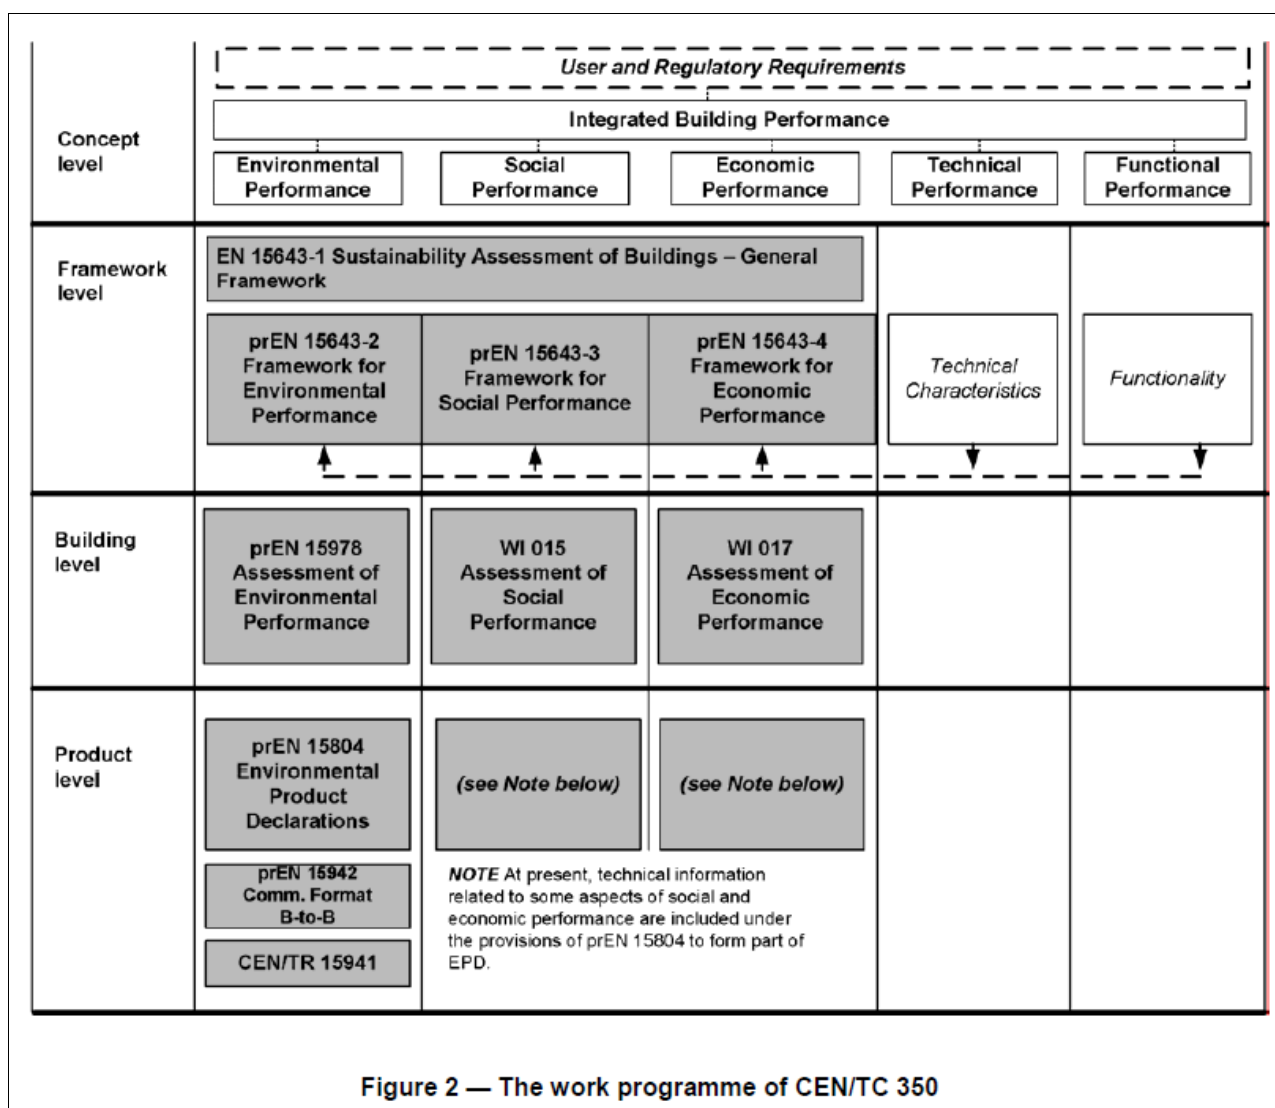 User and Regulatory Requirements
Integrated Building Performance
Concept
level
Environmental
Performance
Social
Performance
Economic
Performance
Technical
Performance
Functional
Performance
Framework
level
EN 15643-1 Sustainability Assessment of Buildings – General
Framework
prEN 15643-2
Framework for
Environmental
Performance
prEN 15643-3
Framework for
Social Performance
prEN 15643-4
Framework for
Economic
Performance
Technical
Characteristics
Functionality
Building
level
prEN 15978
Assessment of
Environmental
Performance
WI 015
Assessment of
Social
Performance
WI 017
Assessment of
Economic
Performance
Product
level
prEN 15804
Environmental
Product
Declarations
(see Note below)
(see Note below)
prEN 15942
Comm. Format
B-to-B
CEN/TR 15941
NOTE At present, technical information
related to some aspects of social and
economic performance are included under
the provisions of prEN 15804 to form part of
EPD.
Figure 2 — The work programme of CEN/TC 350